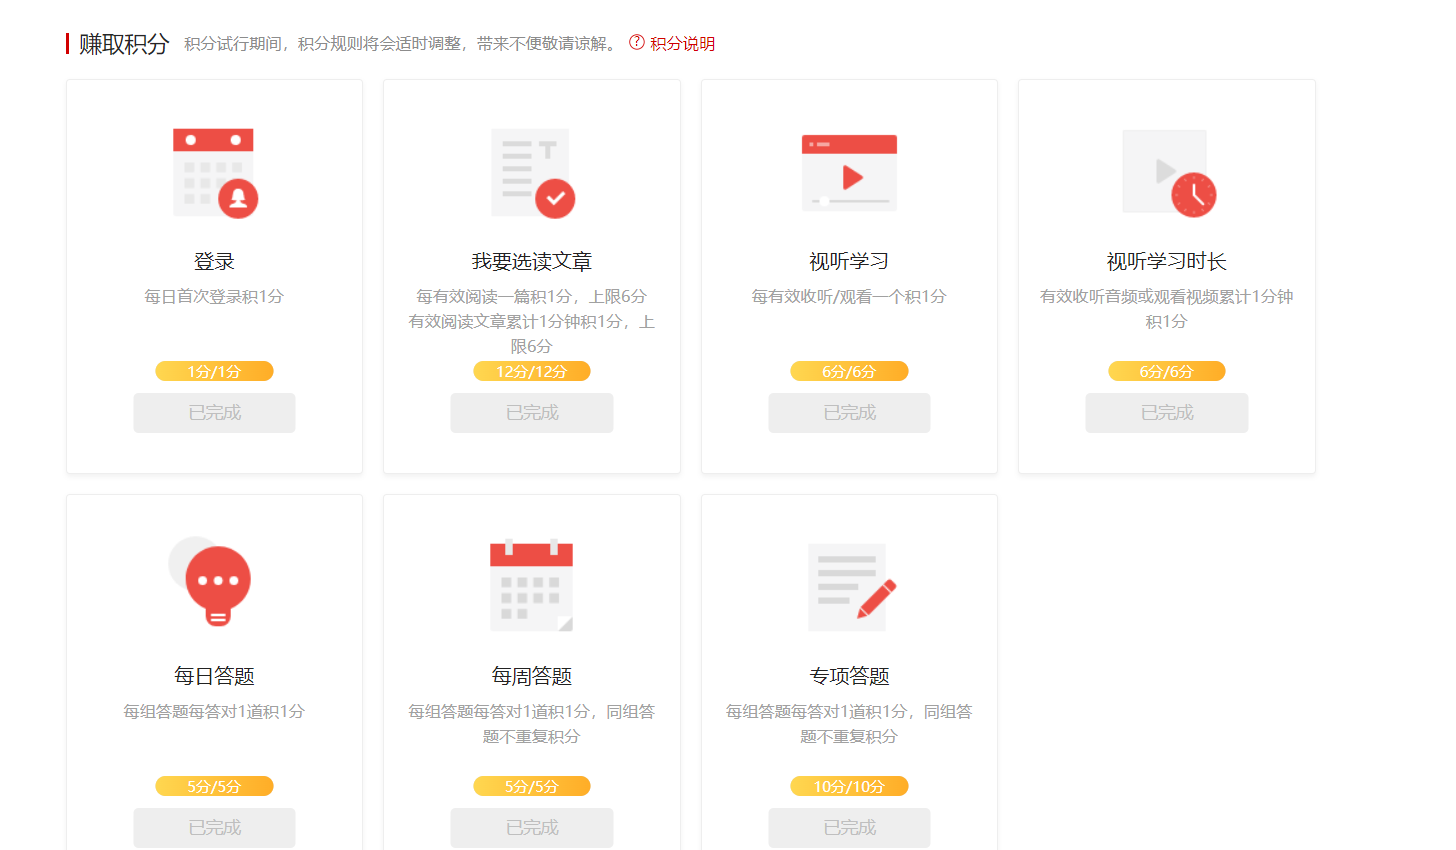 赚取积分 积分试行期间，积分规则将会适时调整，带来不便敬请谅解。 ? 积分说明
登录
每日首次登录积1分
1分/1分
已完成
我要选读文章
每有效阅读一篇积1分，上限6分
有效阅读文章累计1分钟积1分，上
限6分
12分/12分
已完成
视听学习
每有效收听/观看一个积1分
6分/6分
已完成
视听学习时长
有效收听音频或观看视频累计1分钟
积1分
6分/6分
已完成
每日答题
每组答题每答对1道积1分
5分/5分
已完成
每周答题
每组答题每答对1道积1分，同组答
题不重复积分
5分/5分
已完成
专项答题
每组答题每答对1道积1分，同组答
题不重复积分
10分/10分
已完成